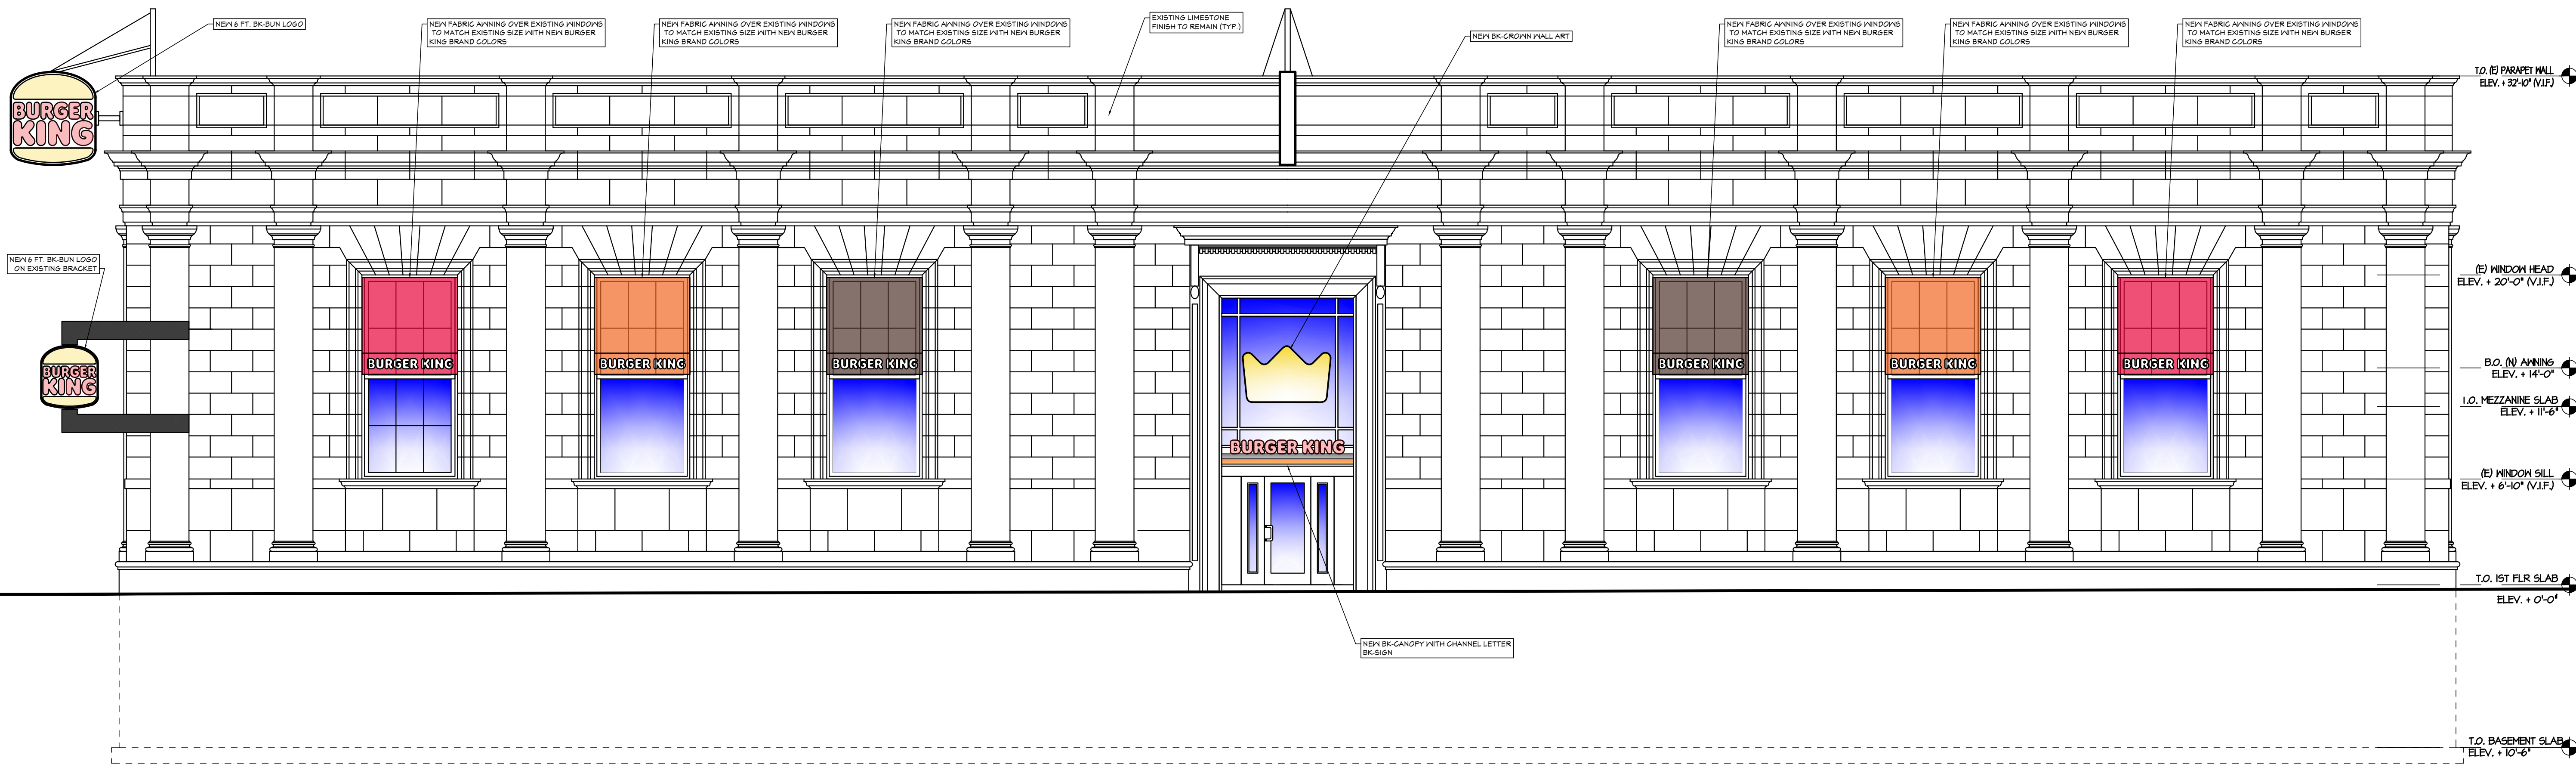 NEW 6 FT. BK-BUN LOGO
NEW FABRIC AWNING OVER EXISTING WINDOWS
TO MATCH EXISTING SIZE WITH NEW BURGER
KING BRAND COLORS
NEW FABRIC AWNING OVER EXISTING WINDOWS
TO MATCH EXISTING SIZE WITH NEW BURGER
KING BRAND COLORS
NEW FABRIC AWNING OVER EXISTING WINDOWS
TO MATCH EXISTING SIZE WITH NEW BURGER
KING BRAND COLORS
EXISTING LIMESTONE
FINISH TO REMAIN (TYP.)
NEW BK-CROWN WALL ART
NEW FABRIC AWNING OVER EXISTING WINDOWS
TO MATCH EXISTING SIZE WITH NEW BURGER
KING BRAND COLORS
NEW FABRIC AWNING OVER EXISTING WINDOWS
TO MATCH EXISTING SIZE WITH NEW BURGER
KING BRAND COLORS
NEW FABRIC AWNING OVER EXISTING WINDOWS
TO MATCH EXISTING SIZE WITH NEW BURGER
KING BRAND COLORS
T.O. (E) PARAPET WALL
ELEV. + 32'-10" (V.I.F.)
BURGER
KING
NEW 6 FT. BK-BUN LOGO
ON EXISTING BRACKET
(E) WINDOW HEAD
ELEV. + 20'-0" (V.I.F.)
BURGER
KING
BURGER KING
BURGER KING
BURGER KING
BURGER KING
BURGER KING
BURGER KING
B.O. (N) AWNING
ELEV. + 14'-0"
T.O. MEZZANINE SLAB
ELEV. + 11'-6"
BURGER KING
(E) WINDOW SILL
ELEV. + 6'-10" (V.I.F.)
T.O. 1ST FLR SLAB
ELEV. + 0'-0"
NEW BK-CANOPY WITH CHANNEL LETTER
BK-SIGN
T.O. BASEMENT SLAB
ELEV. + 10'-6"